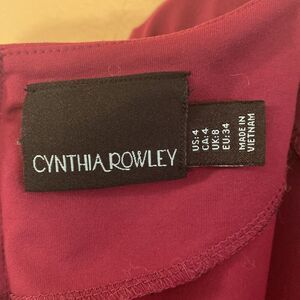 CYNTHIA ROWLEY
US:4
CA:4
UK:8
EU:34
MADE IN
VIETNAM